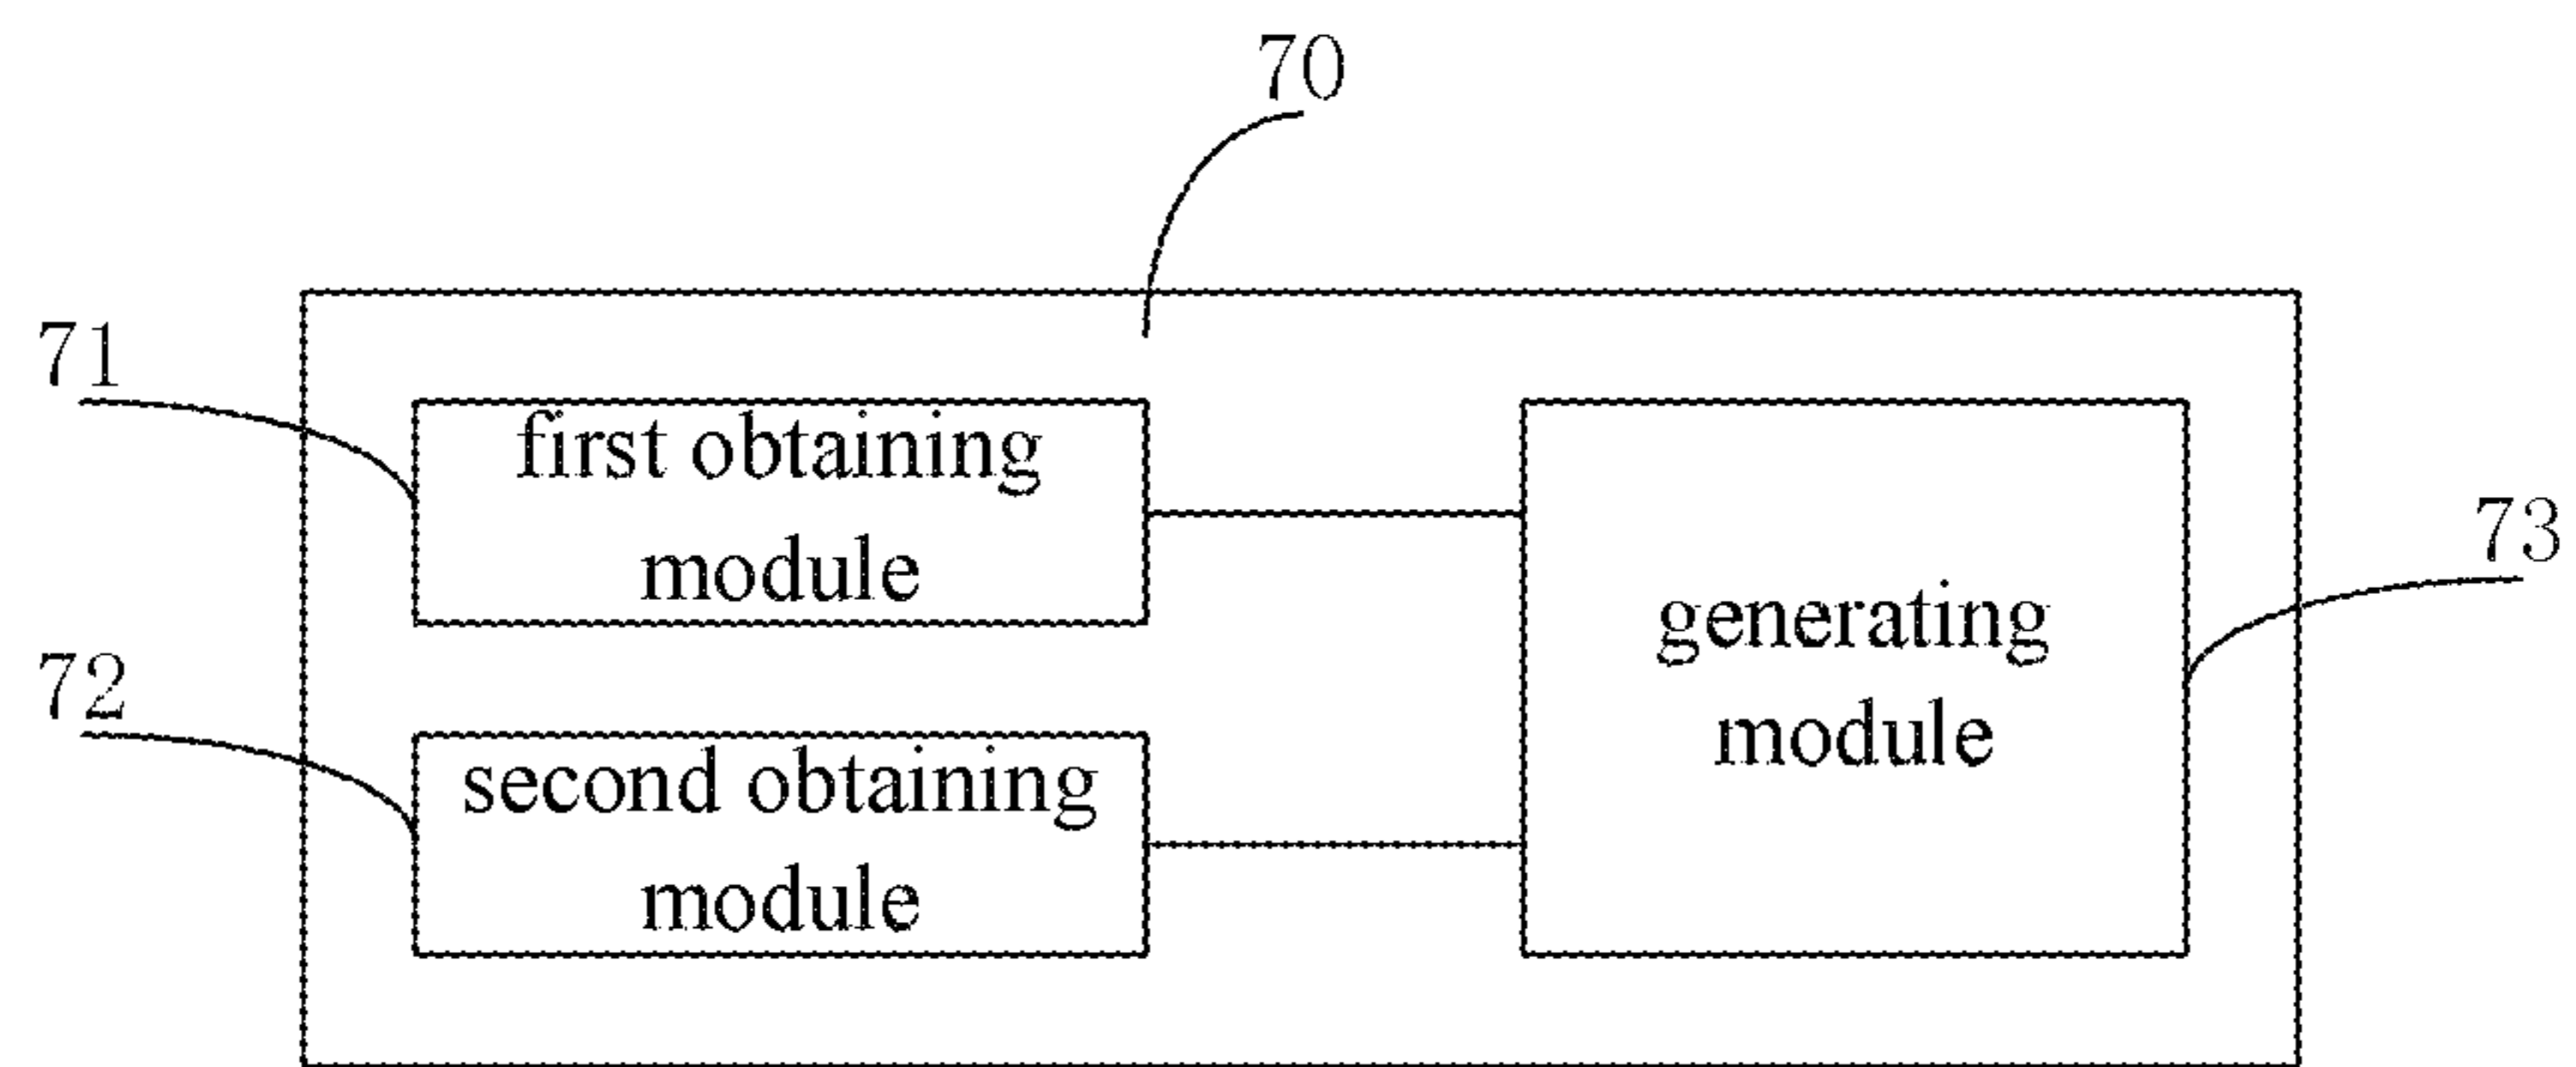 70
71
first obtaining
module
73
generating
module
72
second obtaining
module